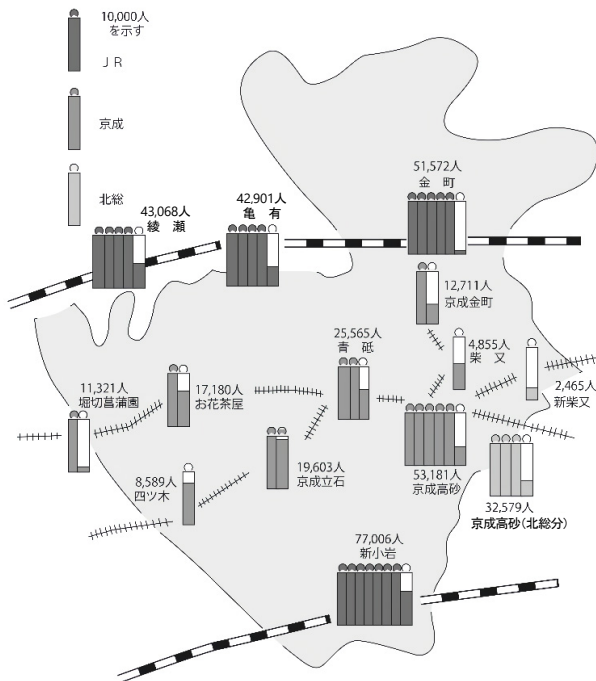 10,000人
を示す
ＪＲ
京成
北総
43,068人
綾　瀬
42,901人
亀　有
51,572人
金　町
12,711人
京成金町
4,855人
柴　又
2,465人
新柴又
25,565人
青　砥
11,321人
堀切菖蒲園
17,180人
お花茶屋
8,589人
四ツ木
19,603人
京成立石
53,181人
京成高砂
32,579人
京成高砂（北総分）
77,006人
新小岩